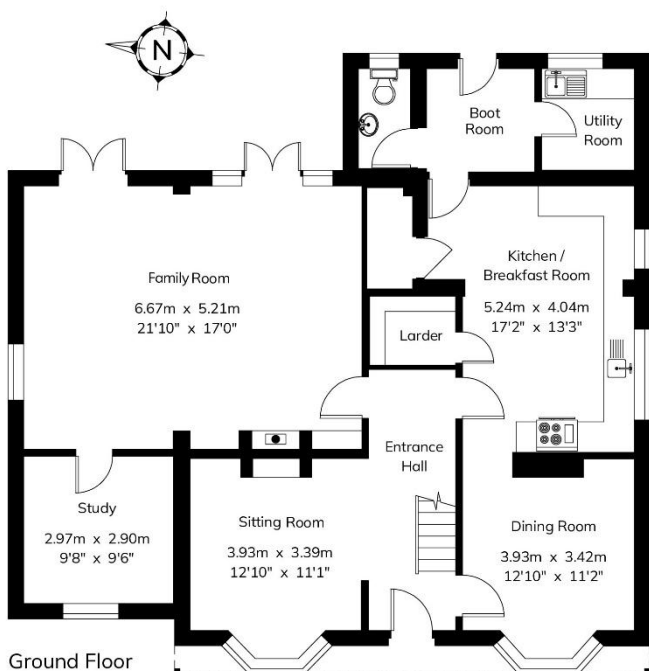 N
Boot
Room
Utility
Room
Family Room
6.67m x 5.21m
21'10" x 17'0"
Kitchen /
Breakfast Room
5.24m x 4.04m
17'2" x 13'3"
Larder
Entrance
Hall
Study
2.97m x 2.90m
9'8" x 9'6"
Sitting Room
3.93m x 3.39m
12'10" x 11'1"
Dining Room
3.93m x 3.42m
12'10" x 11'2"
Ground Floor